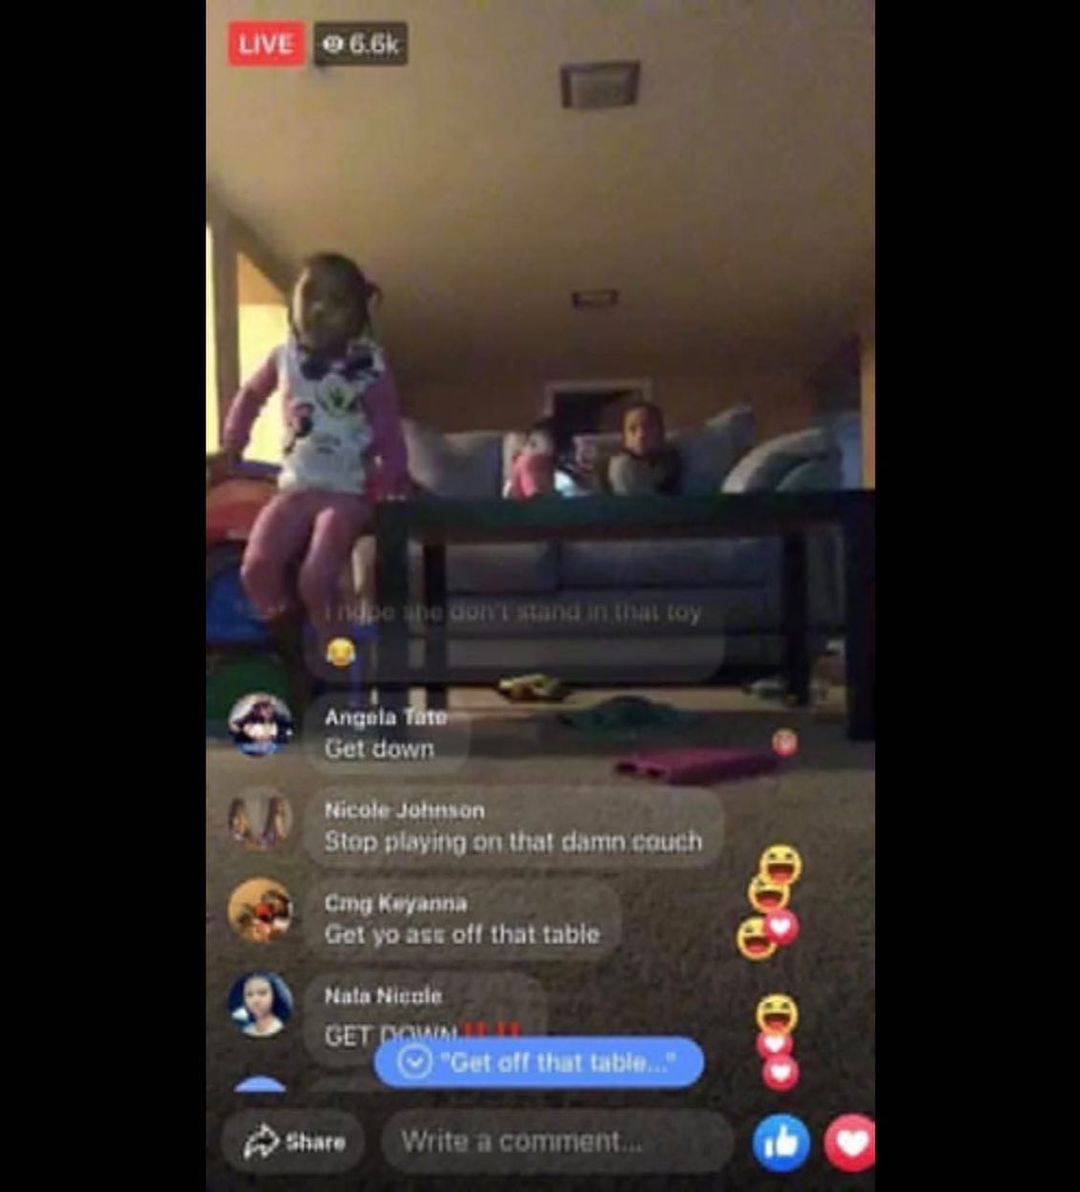 LIVE 6.6k
I hope she don't stand in that toy
😂
Angela Tate
Get down
Nicole Johnson
Stop playing on that damn couch
Cmg Keyanna
Get yo ass off that table
Nala Nicole
GET DOWN‼️‼️
"Get off that table..."
Share
Write a comment...